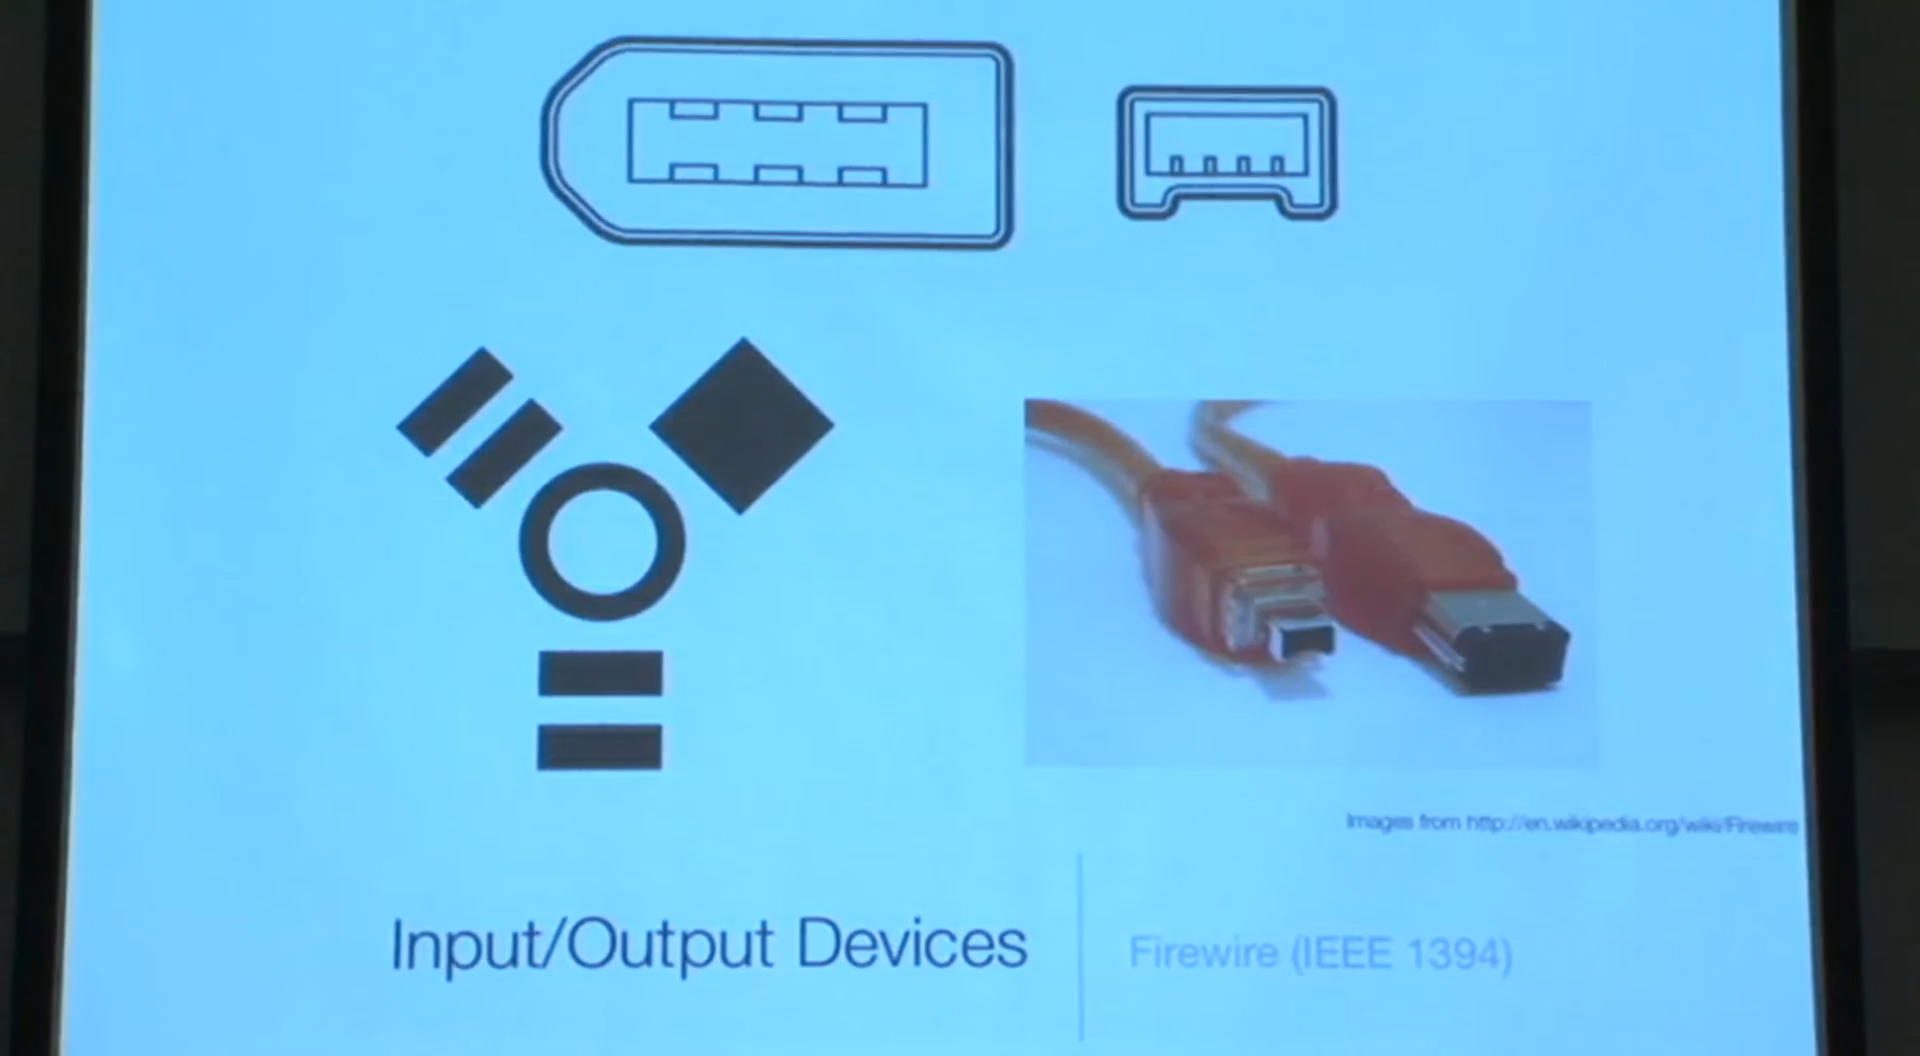 Images from http://en.wikipedia.org/wiki/Firewire
Input/Output Devices
Firewire (IEEE 1394)